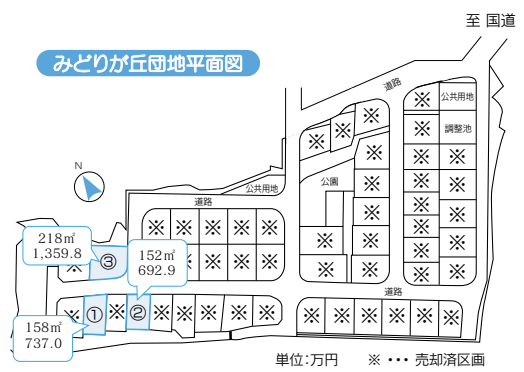 至 国道
みどりが丘団地平面図
道路
公共用地
調整池
N
公園
公共用地
道路
218㎡
1,359.8
③
152㎡
692.9
道路
①
②
158㎡
737.0
単位:万円 ※ ・・・ 売却済区画